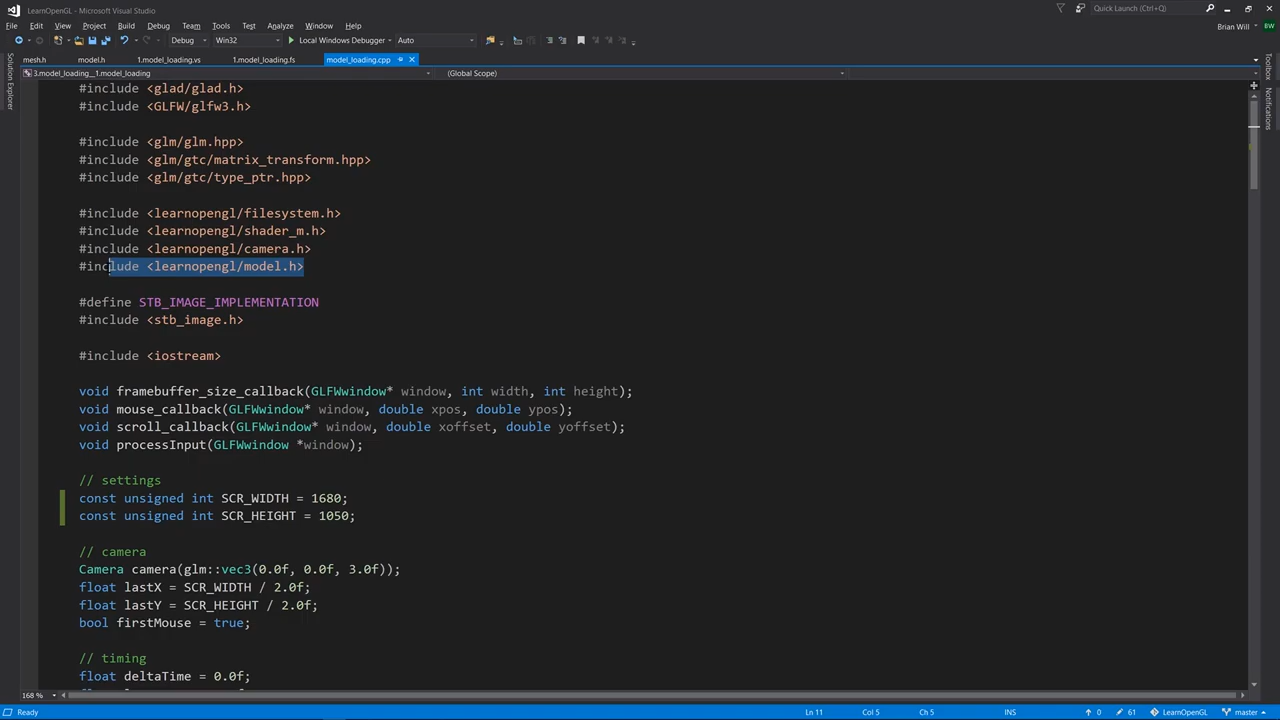 LearnOpenGL - Microsoft Visual Studio
Quick Launch (Ctrl+Q)
File Edit View Project Build Debug Team Tools Test Analyze Window Help
Brian Will BW
Debug Win32 Local Windows Debugger Auto
mesh.h model.h 1.model_loading.vs 1.model_loading.fs model_loading.cpp
3.model_loading__1.model_loading (Global Scope)
Solution Explorer
Toolbox
Notifications
#include <glad/glad.h>
#include <GLFW/glfw3.h>
#include <glm/glm.hpp>
#include <glm/gtc/matrix_transform.hpp>
#include <glm/gtc/type_ptr.hpp>
#include <learnopengl/filesystem.h>
#include <learnopengl/shader_m.h>
#include <learnopengl/camera.h>
#include <learnopengl/model.h>
#define STB_IMAGE_IMPLEMENTATION
#include <stb_image.h>
#include <iostream>
void framebuffer_size_callback(GLFWwindow* window, int width, int height);
void mouse_callback(GLFWwindow* window, double xpos, double ypos);
void scroll_callback(GLFWwindow* window, double xoffset, double yoffset);
void processInput(GLFWwindow *window);
// settings
const unsigned int SCR_WIDTH = 1680;
const unsigned int SCR_HEIGHT = 1050;
// camera
Camera camera(glm::vec3(0.0f, 0.0f, 3.0f));
float lastX = SCR_WIDTH / 2.0f;
float lastY = SCR_HEIGHT / 2.0f;
bool firstMouse = true;
// timing
float deltaTime = 0.0f;
168 %
Ready Ln 11 Col 5 Ch 5 INS 0 61 LearnOpenGL master